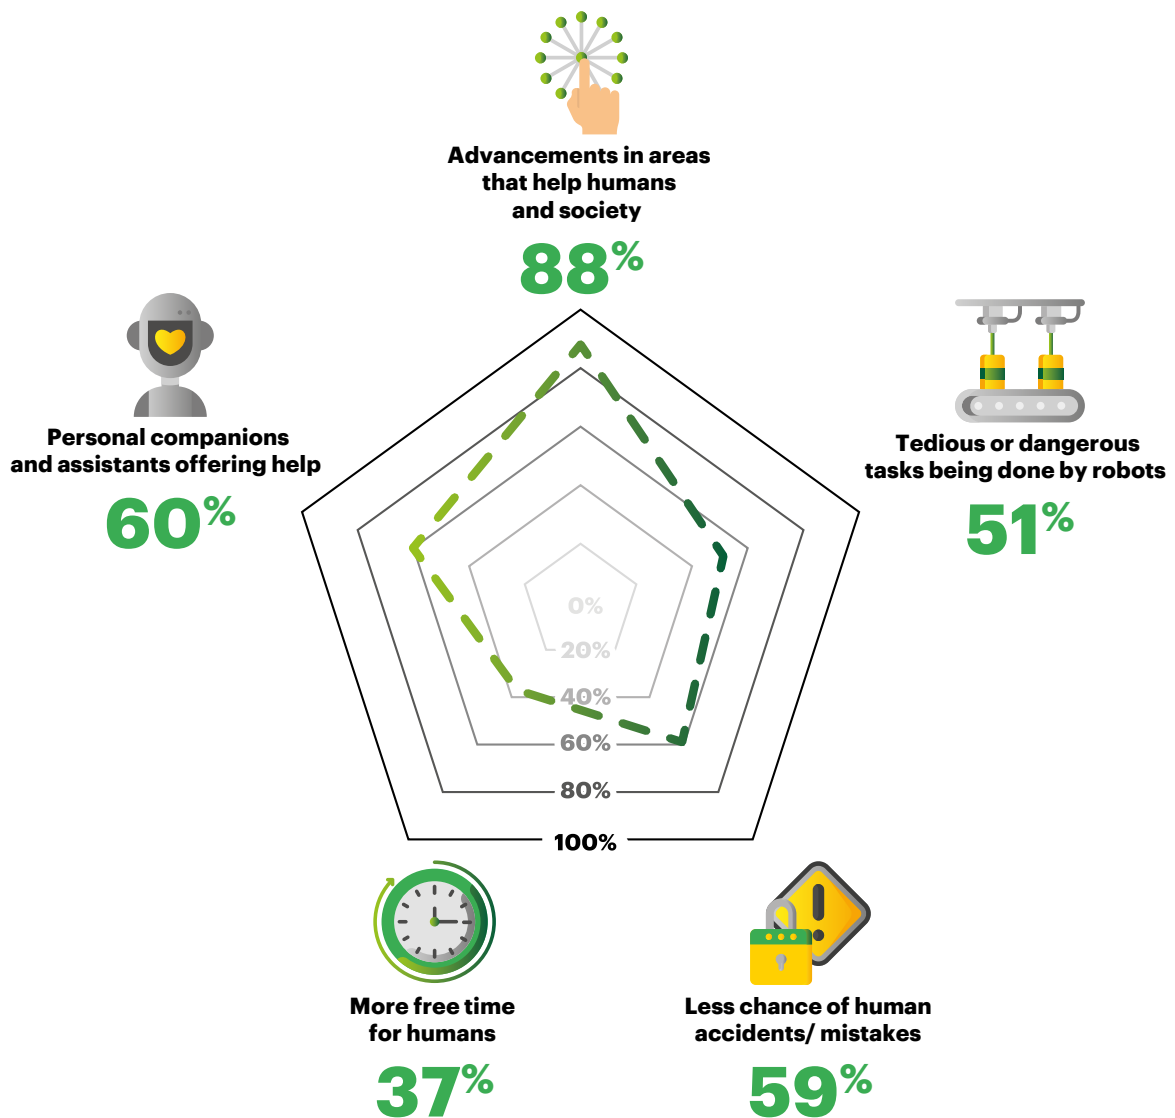 Advancements in areas
that help humans
and society
88%
Personal companions
and assistants offering help
60%
Tedious or dangerous
tasks being done by robots
51%
0%
20%
40%
60%
80%
100%
More free time
for humans
37%
Less chance of human
accidents/ mistakes
59%